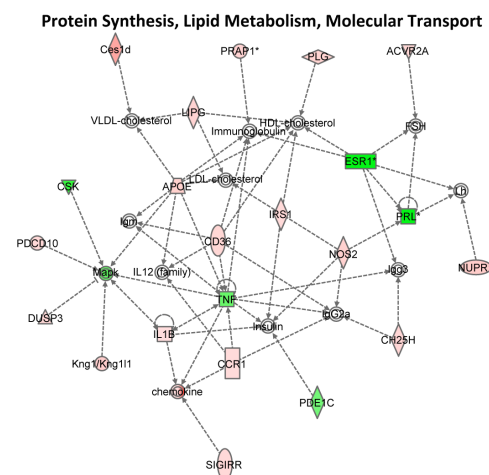 Protein Synthesis, Lipid Metabolism, Molecular Transport
Ces1d
PRAP1*
PLG
ACVR2A
LIPG
VLDL-cholesterol
HDL-cholesterol
Immunoglobulin
FSH
ESR1*
CSK
APOE
LDL-cholesterol
Lh
Igm
IRS1
PRL
CD36
PDCD10
NOS2
Mapk
IL12 (family)
Igg3
NUPR
TNF
DUSP3
IgG2a
IL1B
Insulin
CH25H
Kng1/Kng1l1
CCR1
chemokine
PDE1C
SIGIRR